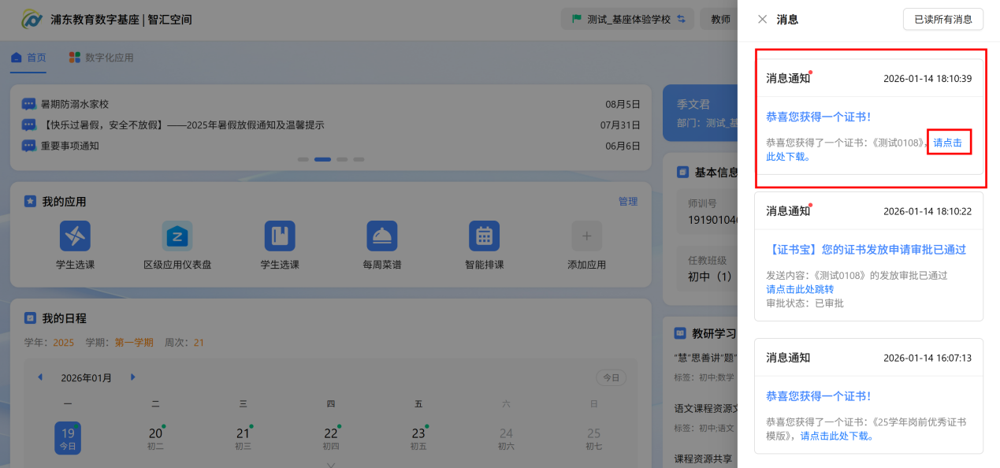 浦东教育数字基座 | 智汇空间
测试_基座体验学校
教师
首页
数字化应用
暑期防溺水家校
08月5日
【快乐过暑假，安全不放假】——2025年暑假放假通知及温馨提示
07月31日
重要事项通知
06月6日
我的应用
管理
学生选课
区级应用仪表盘
学生选课
每周菜谱
智能排课
添加应用
我的日程
学年：2025 学期：第一学期 周次：21
2026年01月
今日
一 二 三 四 五 六 日
19 20 21 22 23 24 25
今日 初二 初三 初四 初五 初六 初七
季文君
部门：测试_基
基本信息
师训号
19190104
任教班级
初中（1）
教研学习
“慧”思善讲“题”
标签：初中;数学
语文课程资源文
标签：初中;语文
课程资源共享
消息
已读所有消息
消息通知
2026-01-14 18:10:39
恭喜您获得一个证书！
恭喜您获得了一个证书：《测试0108》，请点击
此处下载。
消息通知
2026-01-14 18:10:22
【证书宝】您的证书发放申请审批已通过
发送内容：《测试0108》的发放审批已通过
请点击此处跳转
审批状态：已审批
消息通知
2026-01-14 16:07:13
恭喜您获得一个证书！
恭喜您获得了一个证书：《25学年岗前优秀证书
模版》，请点击此处下载。